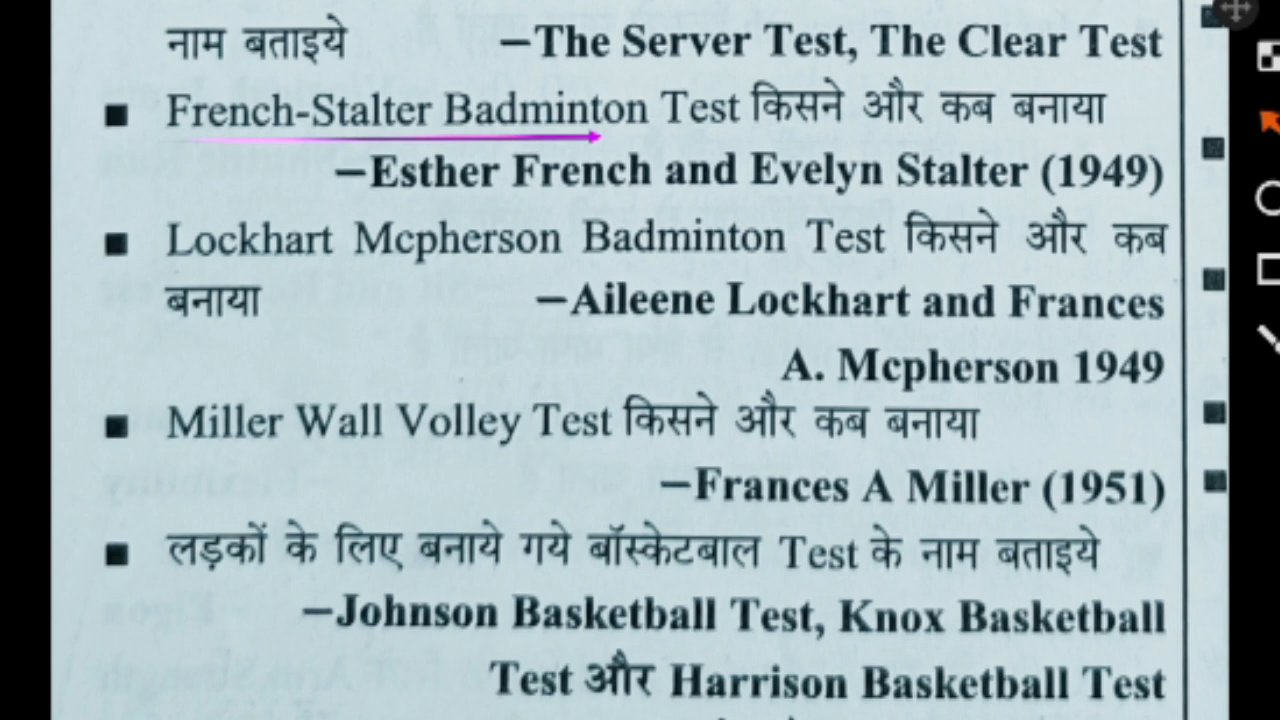 नाम बताइये –The Server Test, The Clear Test
■ French-Stalter Badminton Test किसने और कब बनाया
–Esther French and Evelyn Stalter (1949)
■ Lockhart Mcpherson Badminton Test किसने और कब
बनाया –Aileene Lockhart and Frances
A. Mcpherson 1949
■ Miller Wall Volley Test किसने और कब बनाया
–Frances A Miller (1951)
■ लड़कों के लिए बनाये गये बॉस्केटबाल Test के नाम बताइये
–Johnson Basketball Test, Knox Basketball
Test और Harrison Basketball Test